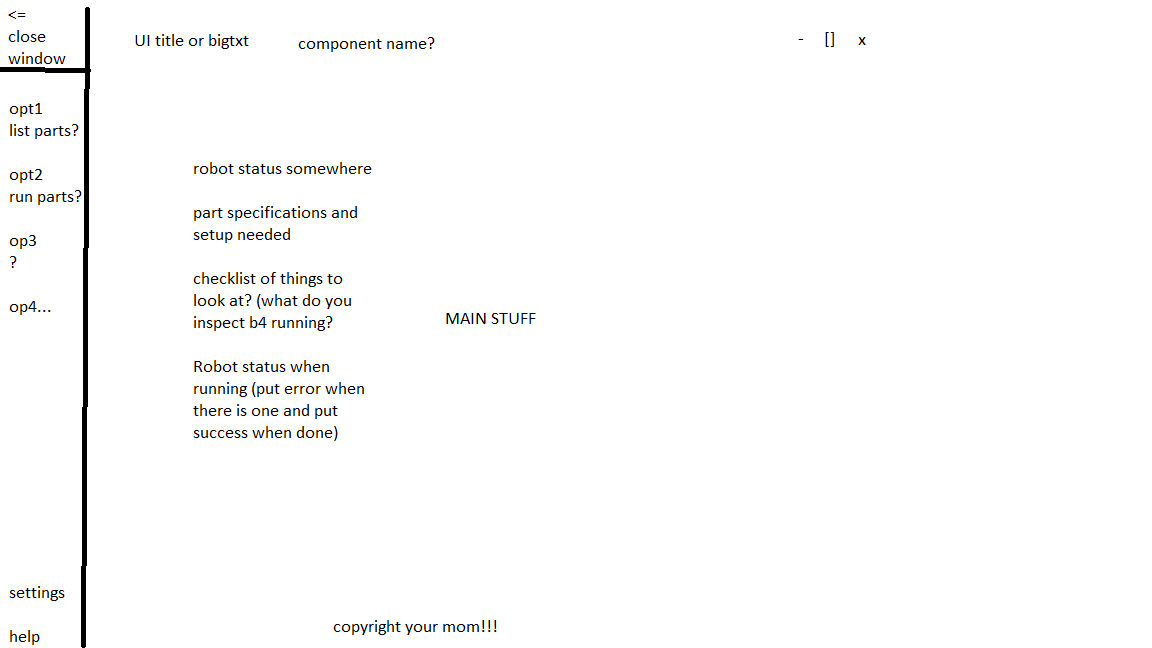 <=
close
window
UI title or bigtxt
component name?
- [] x
opt1
list parts?
opt2
run parts?
op3
?
op4...
settings
help
robot status somewhere
part specifications and
setup needed
checklist of things to
look at? (what do you
inspect b4 running?
Robot status when
running (put error when
there is one and put
success when done)
MAIN STUFF
copyright your mom!!!